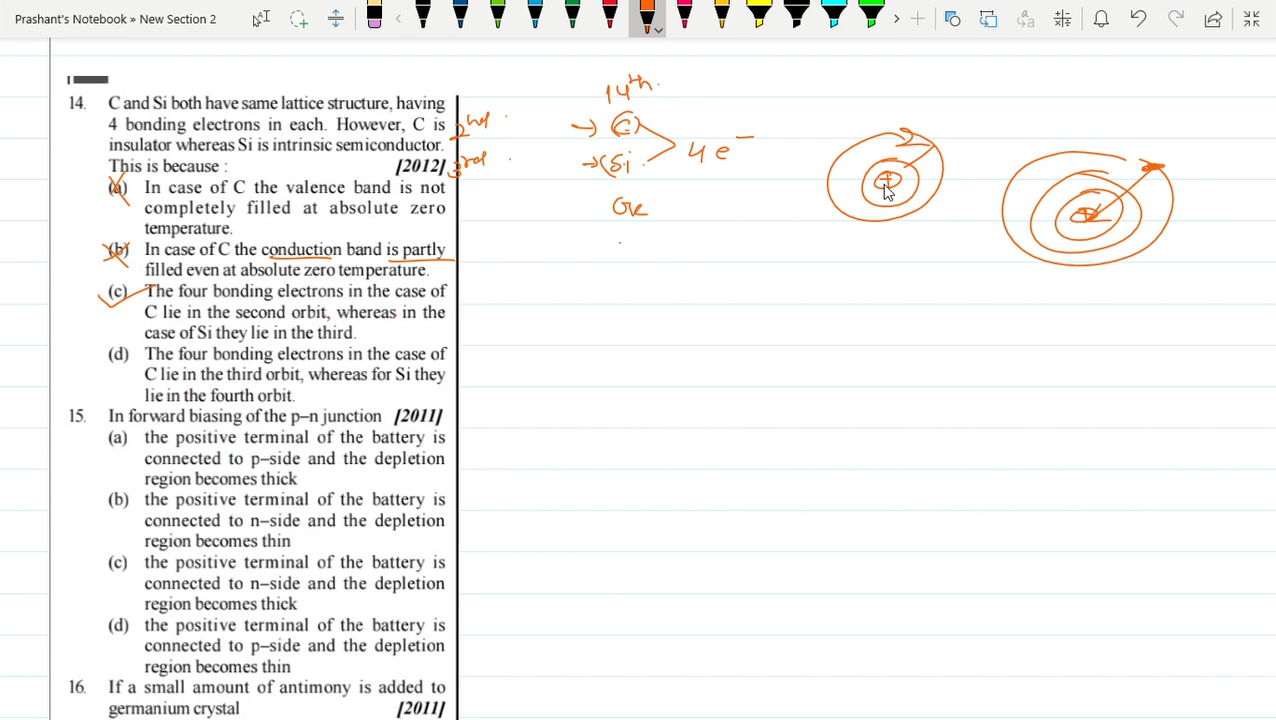 Prashant's Notebook » New Section 2
14. C and Si both have same lattice structure, having
4 bonding electrons in each. However, C is
insulator whereas Si is intrinsic semiconductor.
This is because : [2012]
(a) In case of C the valence band is not
completely filled at absolute zero
temperature.
(b) In case of C the conduction band is partly
filled even at absolute zero temperature.
(c) The four bonding electrons in the case of
C lie in the second orbit, whereas in the
case of Si they lie in the third.
(d) The four bonding electrons in the case of
C lie in the third orbit, whereas for Si they
lie in the fourth orbit.
15. In forward biasing of the p–n junction [2011]
(a) the positive terminal of the battery is
connected to p–side and the depletion
region becomes thick
(b) the positive terminal of the battery is
connected to n–side and the depletion
region becomes thin
(c) the positive terminal of the battery is
connected to n–side and the depletion
region becomes thick
(d) the positive terminal of the battery is
connected to p–side and the depletion
region becomes thin
16. If a small amount of antimony is added to
germanium crystal [2011]
2nd
3rd
14th
C
Si
4 e–
Ge
+
+